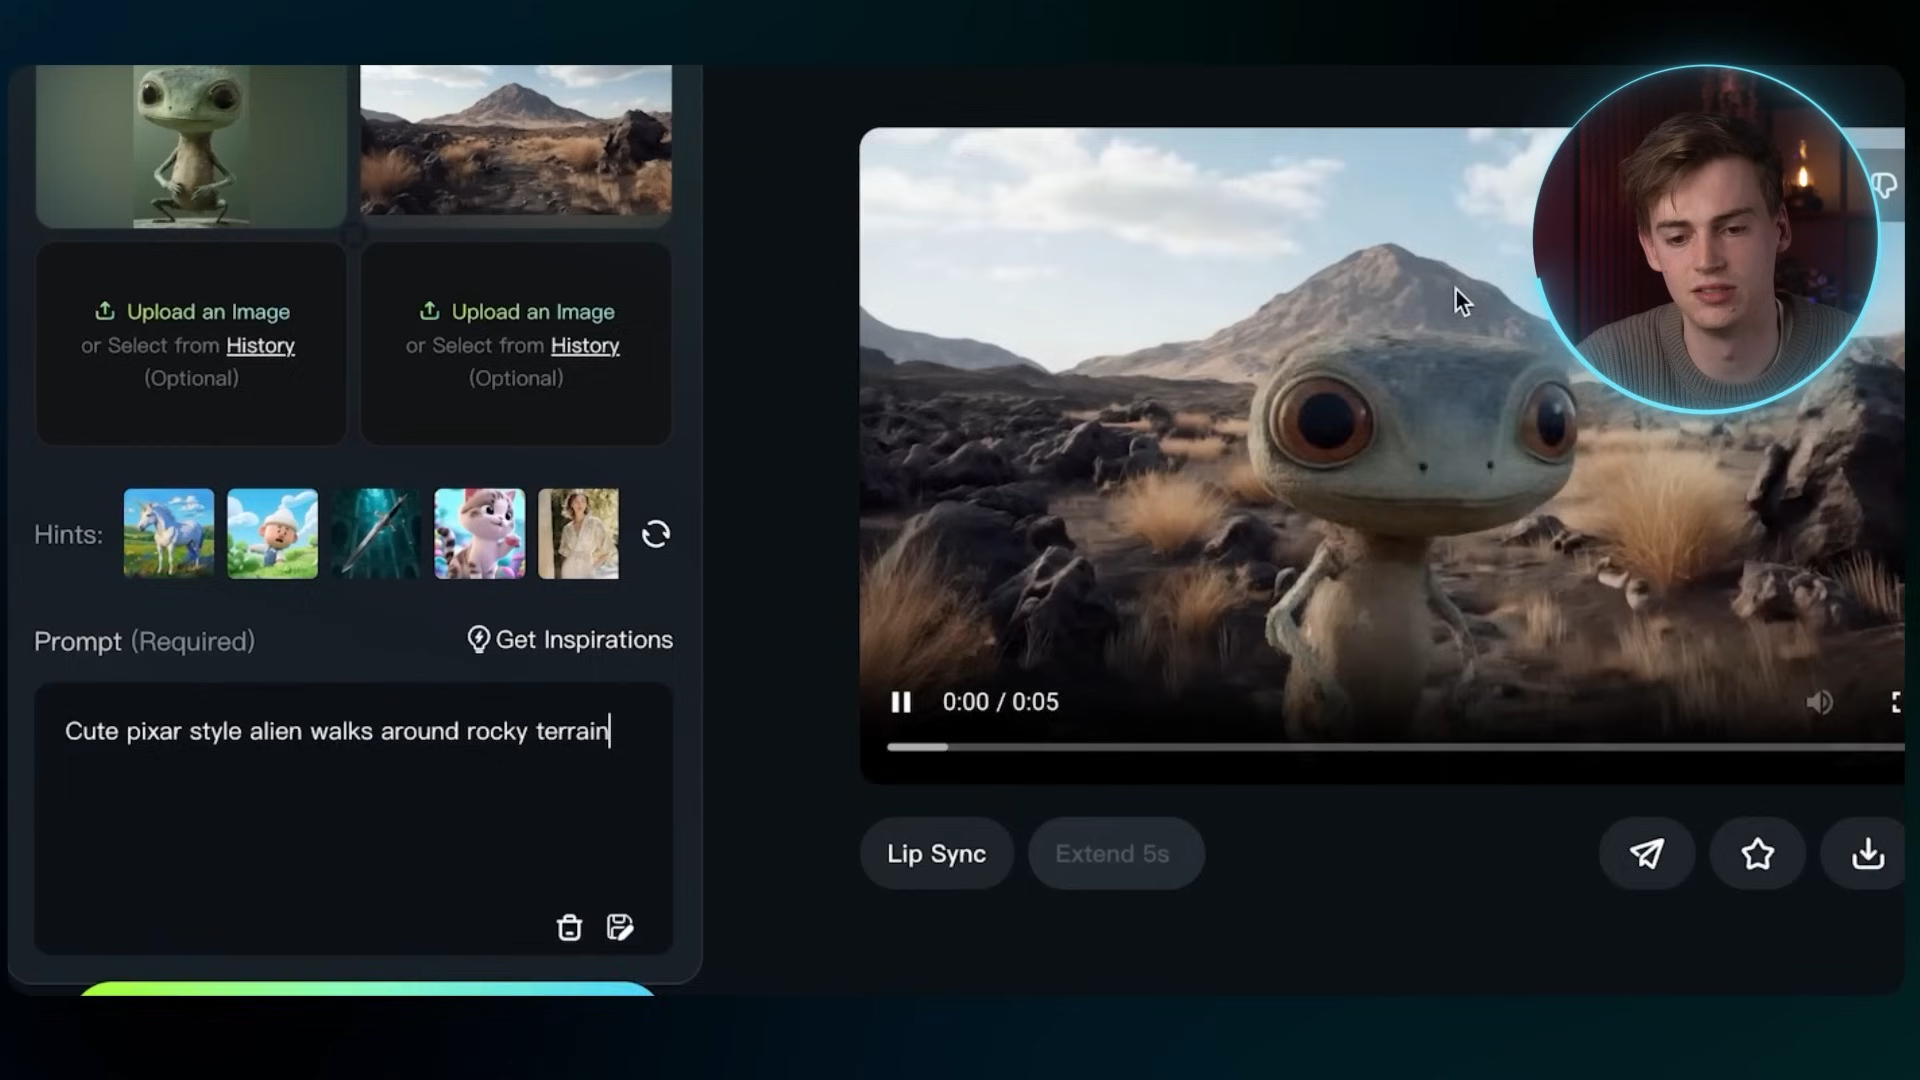 Upload an Image
or Select from History
(Optional)
Upload an Image
or Select from History
(Optional)
Hints:
Prompt (Required)
Get Inspirations
Cute pixar style alien walks around rocky terrain
0:00 / 0:05
Lip Sync
Extend 5s